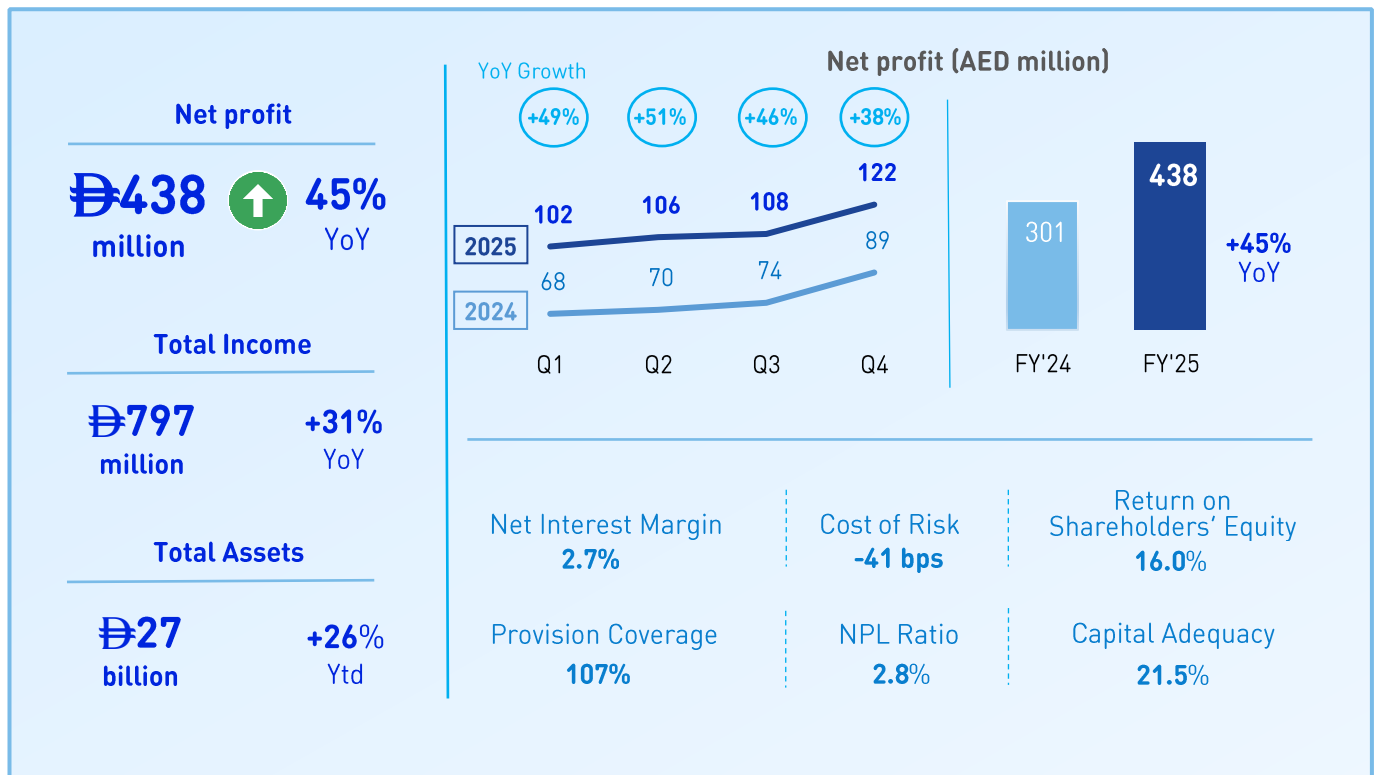 Net profit
438
million
45%
YoY
Total Income
797
million
+31%
YoY
Total Assets
27
billion
+26%
Ytd
YoY Growth
+49% +51% +46% +38%
2025
102 106 108 122
2024
68 70 74 89
Q1 Q2 Q3 Q4
Net profit (AED million)
301
438
+45%
YoY
FY'24 FY'25
Net Interest Margin
2.7%
Cost of Risk
-41 bps
Return on
Shareholders' Equity
16.0%
Provision Coverage
107%
NPL Ratio
2.8%
Capital Adequacy
21.5%